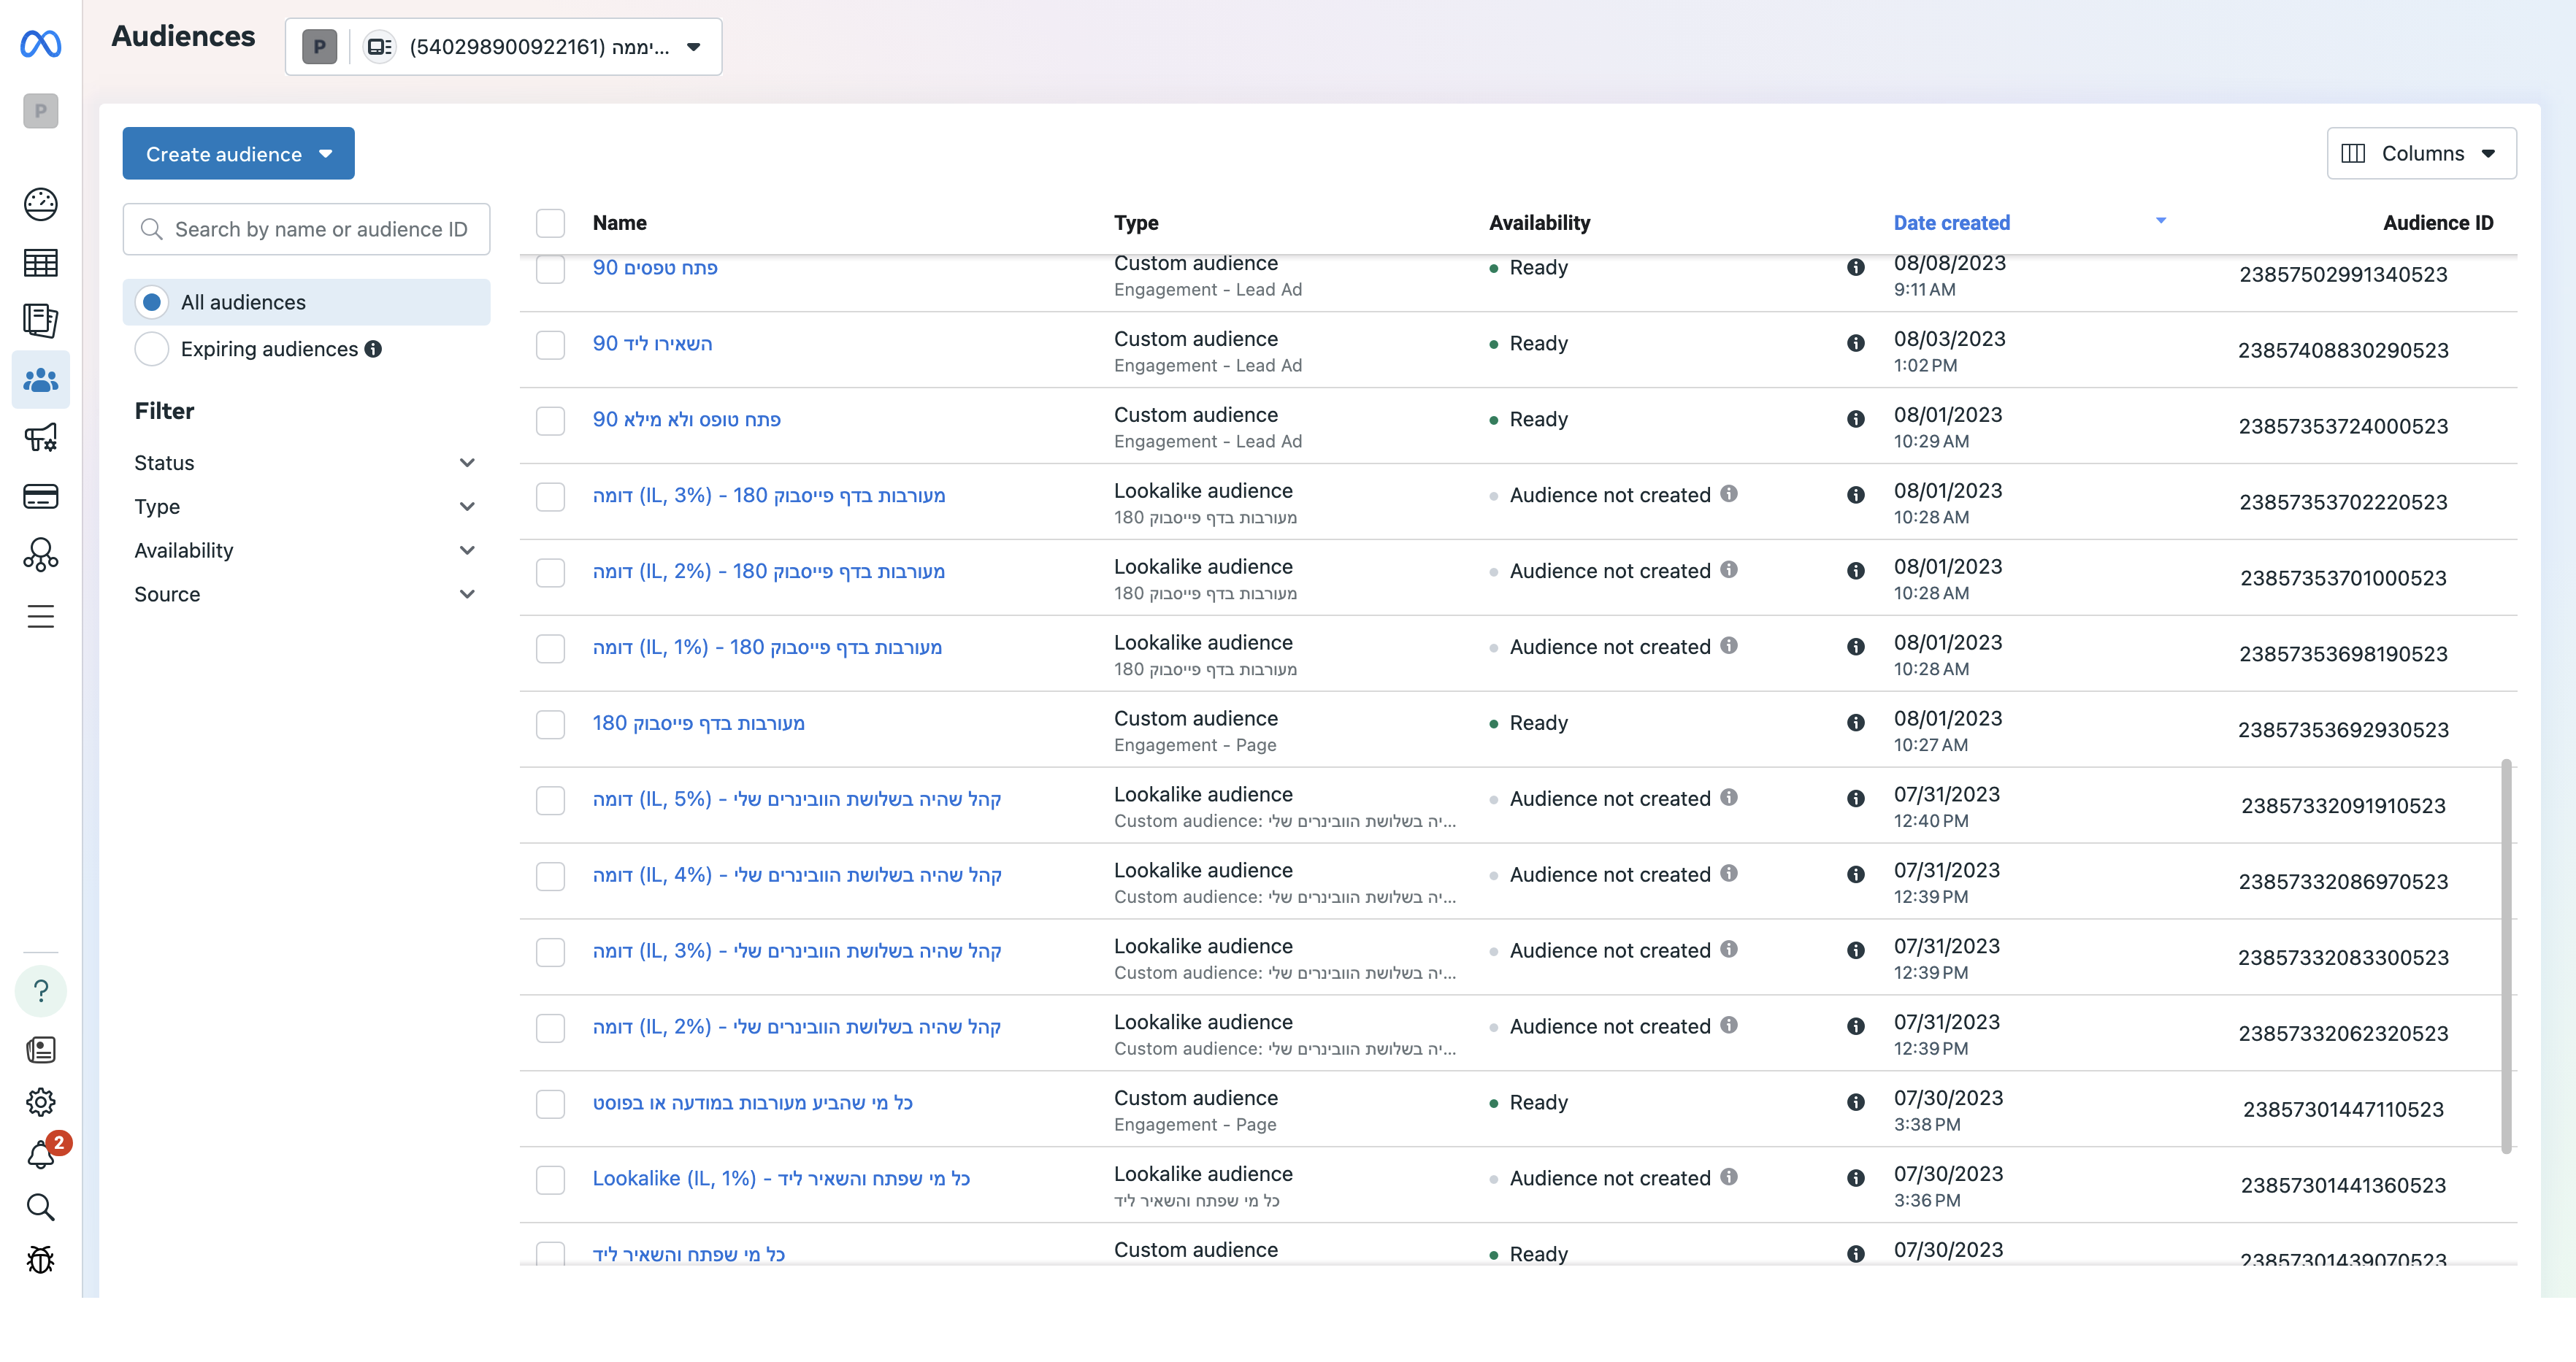 Audiences
P
...יממה (540298900922161)
P
Create audience
Columns
Search by name or audience ID
All audiences
Expiring audiences
Filter
Status
Type
Availability
Source
2
Name Type Availability Date created Audience ID
פתח טפסים 90 Custom audience Ready 08/08/2023 23857502991340523
Engagement - Lead Ad 9:11 AM
השאירו ליד 90 Custom audience Ready 08/03/2023 23857408830290523
Engagement - Lead Ad 1:02 PM
פתח טופס ולא מילא 90 Custom audience Ready 08/01/2023 23857353724000523
Engagement - Lead Ad 10:29 AM
דומה (IL, 3%) - מעורבות בדף פייסבוק 180 Lookalike audience Audience not created 08/01/2023 23857353702220523
מעורבות בדף פייסבוק 180 10:28 AM
דומה (IL, 2%) - מעורבות בדף פייסבוק 180 Lookalike audience Audience not created 08/01/2023 23857353701000523
מעורבות בדף פייסבוק 180 10:28 AM
דומה (IL, 1%) - מעורבות בדף פייסבוק 180 Lookalike audience Audience not created 08/01/2023 23857353698190523
מעורבות בדף פייסבוק 180 10:28 AM
מעורבות בדף פייסבוק 180 Custom audience Ready 08/01/2023 23857353692930523
Engagement - Page 10:27 AM
דומה (IL, 5%) - קהל שהיה בשלושת הוובינרים שלי Lookalike audience Audience not created 07/31/2023 23857332091910523
Custom audience: יה בשלושת הוובינרים שלי... 12:40 PM
דומה (IL, 4%) - קהל שהיה בשלושת הוובינרים שלי Lookalike audience Audience not created 07/31/2023 23857332086970523
Custom audience: יה בשלושת הוובינרים שלי... 12:39 PM
דומה (IL, 3%) - קהל שהיה בשלושת הוובינרים שלי Lookalike audience Audience not created 07/31/2023 23857332083300523
Custom audience: יה בשלושת הוובינרים שלי... 12:39 PM
דומה (IL, 2%) - קהל שהיה בשלושת הוובינרים שלי Lookalike audience Audience not created 07/31/2023 23857332062320523
Custom audience: יה בשלושת הוובינרים שלי... 12:39 PM
כל מי שהביע מעורבות במודעה או בפוסט Custom audience Ready 07/30/2023 23857301447110523
Engagement - Page 3:38 PM
Lookalike (IL, 1%) - כל מי שפתח והשאיר ליד Lookalike audience Audience not created 07/30/2023 23857301441360523
כל מי שפתח והשאיר ליד 3:36 PM
כל מי שפתח והשאיר ליד Custom audience Ready 07/30/2023 23857301439070523